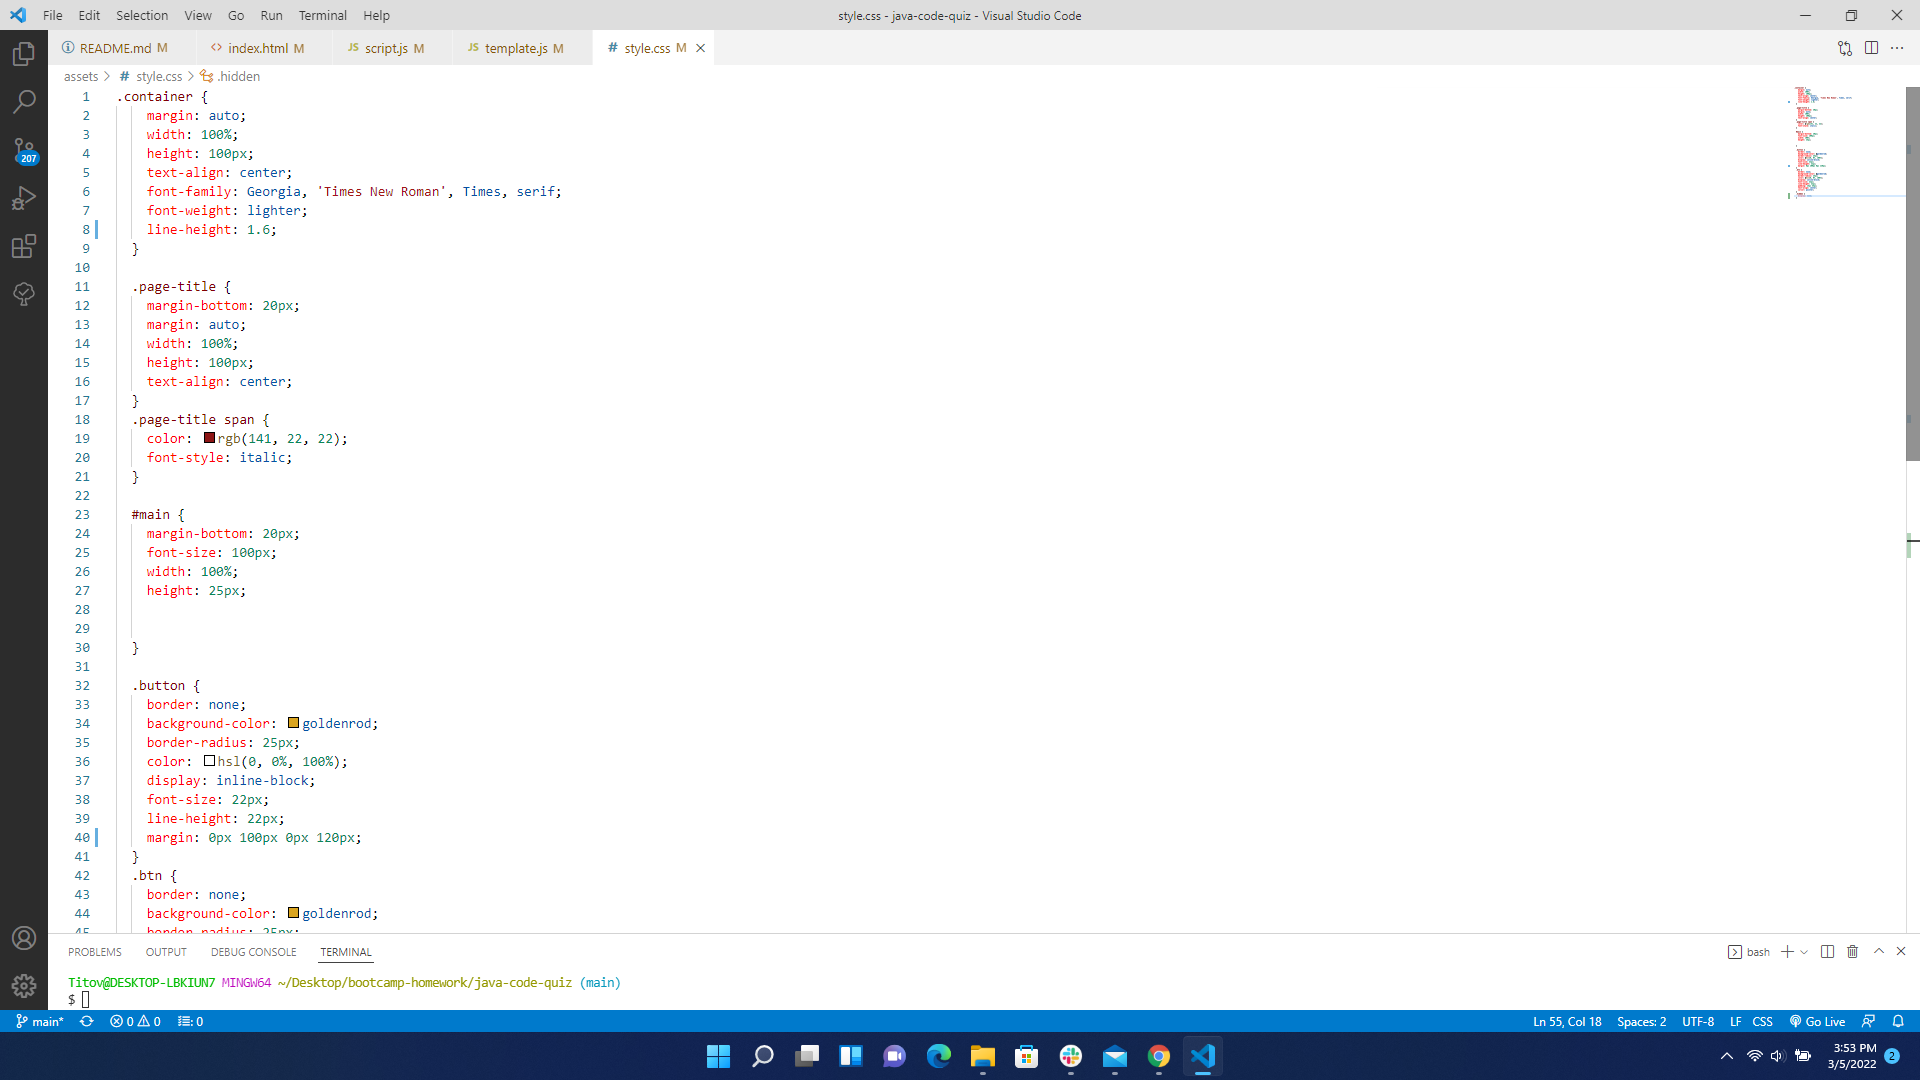 File Edit Selection View Go Run Terminal Help
style.css - java-code-quiz - Visual Studio Code
README.md M
index.html M
JS script.js M
JS template.js M
# style.css M
assets > # style.css > .hidden
207
1 .container {
2 margin: auto;
3 width: 100%;
4 height: 100px;
5 text-align: center;
6 font-family: Georgia, 'Times New Roman', Times, serif;
7 font-weight: lighter;
8 line-height: 1.6;
9 }
10
11 .page-title {
12 margin-bottom: 20px;
13 margin: auto;
14 width: 100%;
15 height: 100px;
16 text-align: center;
17 }
18 .page-title span {
19 color: rgb(141, 22, 22);
20 font-style: italic;
21 }
22
23 #main {
24 margin-bottom: 20px;
25 font-size: 100px;
26 width: 100%;
27 height: 25px;
28
29
30 }
31
32 .button {
33 border: none;
34 background-color: goldenrod;
35 border-radius: 25px;
36 color: hsl(0, 0%, 100%);
37 display: inline-block;
38 font-size: 22px;
39 line-height: 22px;
40 margin: 0px 100px 0px 120px;
41 }
42 .btn {
43 border: none;
44 background-color: goldenrod;
45 border-radius: 25px;
PROBLEMS OUTPUT DEBUG CONSOLE TERMINAL
bash
Titov@DESKTOP-LBKIUN7 MINGW64 ~/Desktop/bootcamp-homework/java-code-quiz (main)
$
main* 0 0 0
Ln 55, Col 18 Spaces: 2 UTF-8 LF CSS Go Live
3:53 PM
3/5/2022
2